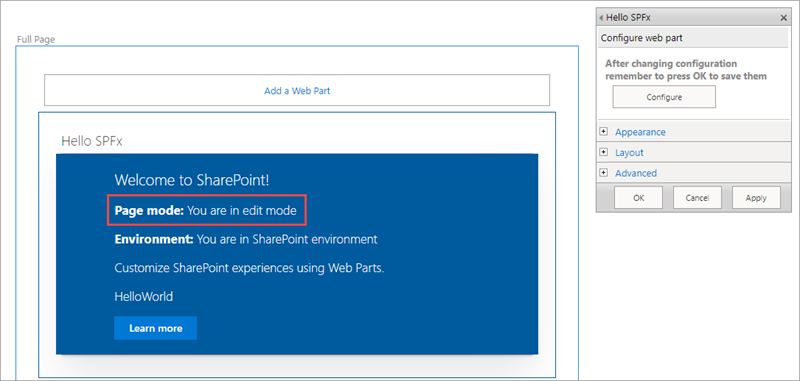 Full Page
Add a Web Part
Hello SPFx
Welcome to SharePoint!
Page mode: You are in edit mode
Environment: You are in SharePoint environment
Customize SharePoint experiences using Web Parts.
HelloWorld
Learn more
Hello SPFx
Configure web part
After changing configuration
remember to press OK to save them
Configure
Appearance
Layout
Advanced
OK
Cancel
Apply